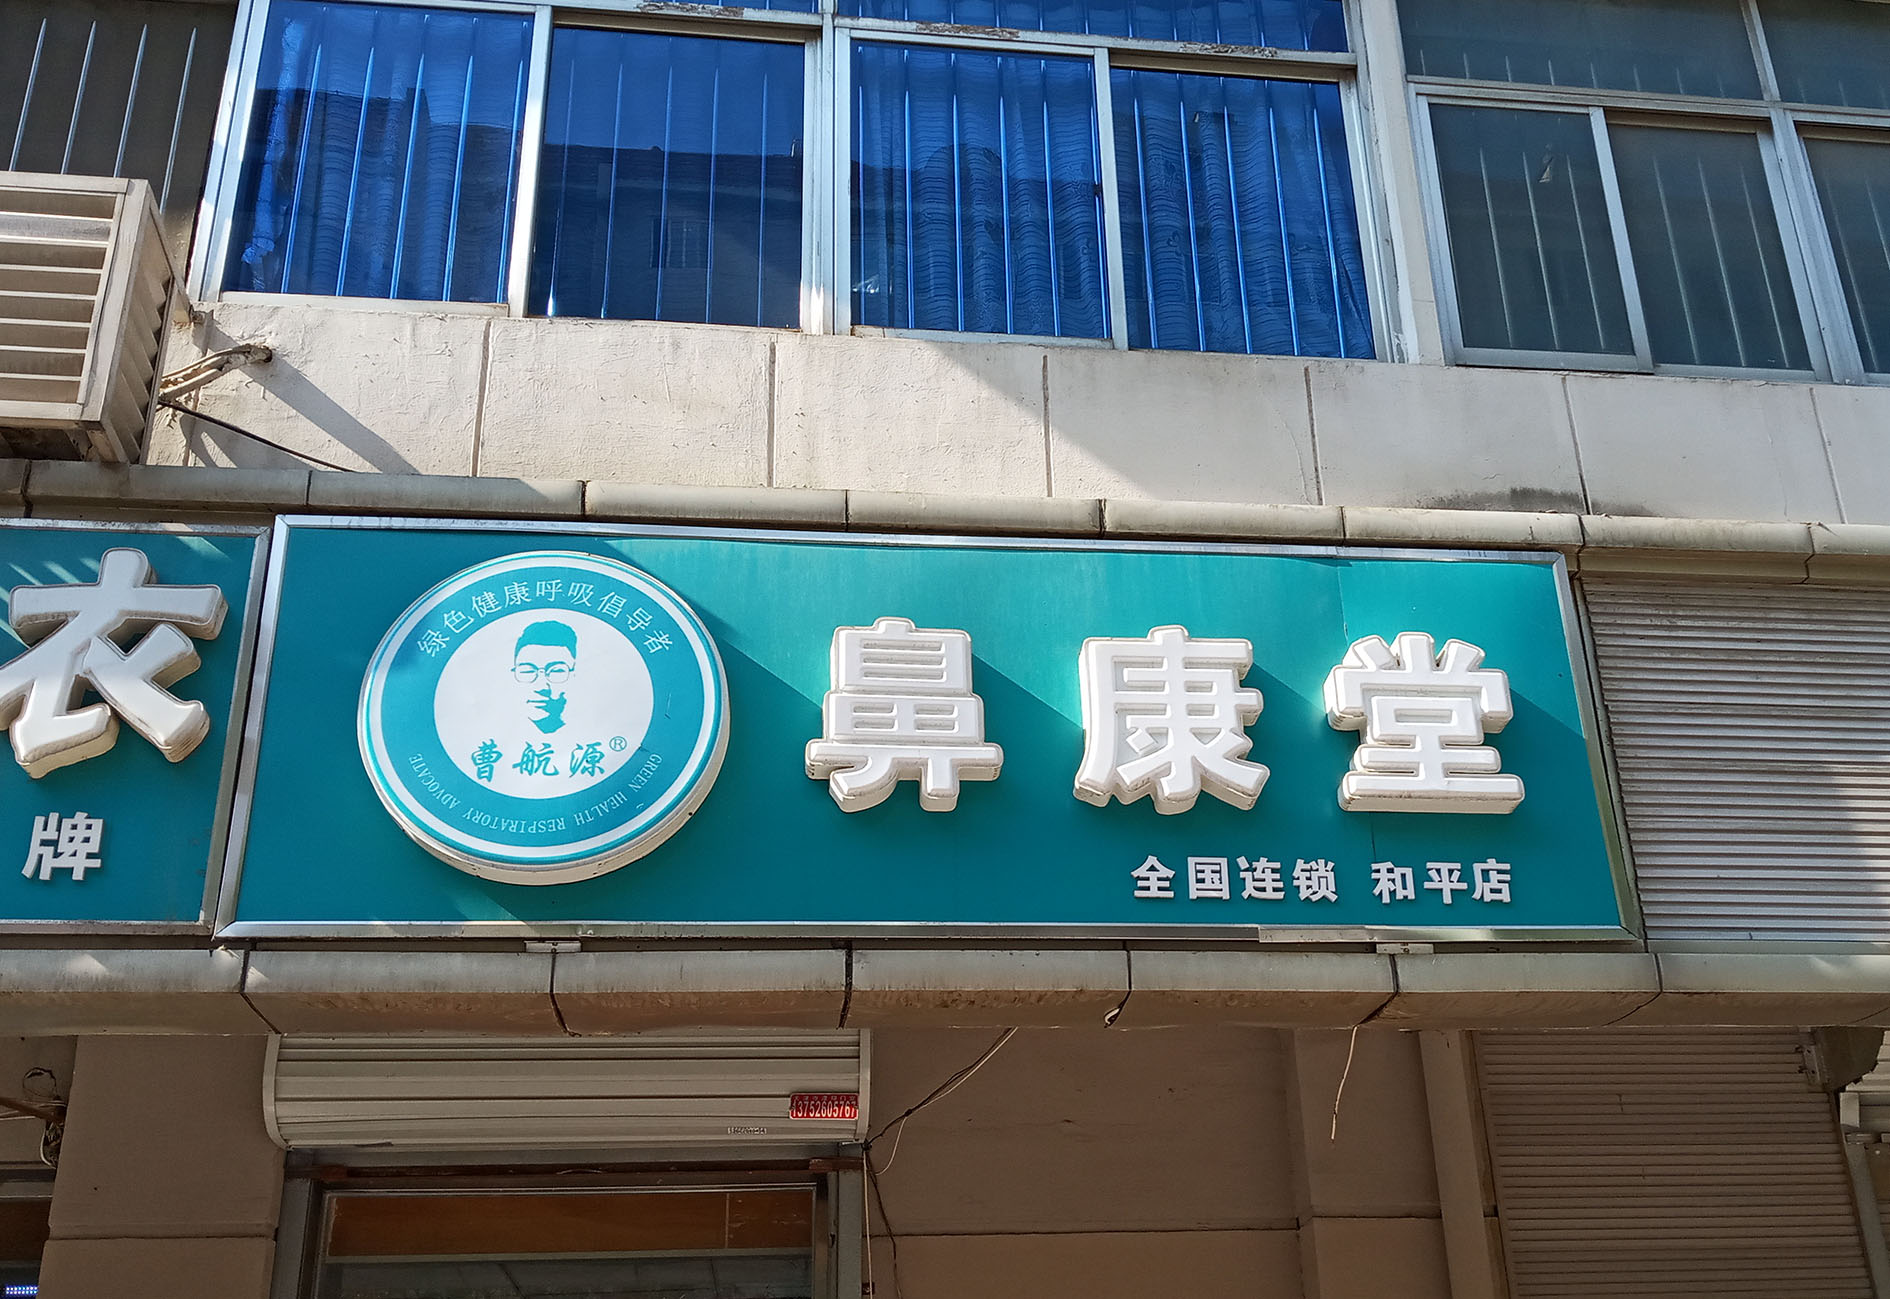 衣
牌
绿色健康呼吸倡导者
曹航源®
GREEN HEALTH RESPIRATORY ADVOCATE
鼻康堂
全国连锁 和平店
13752605767